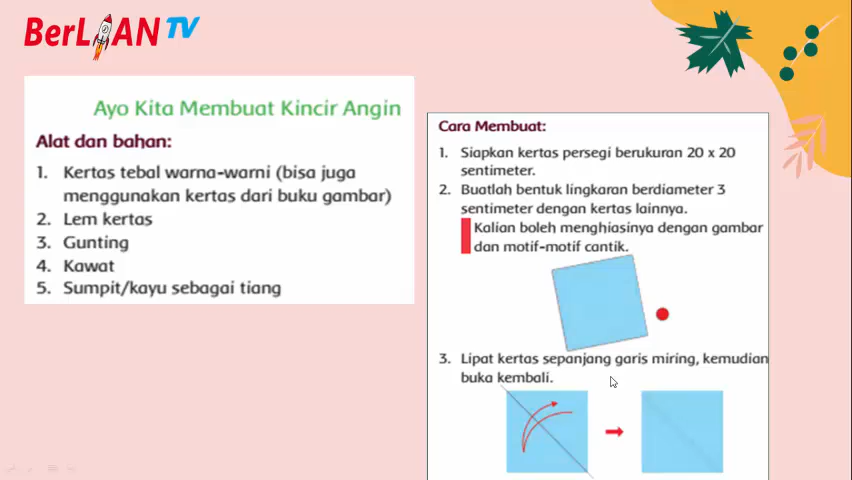 BerLIAN TV
Ayo Kita Membuat Kincir Angin
Alat dan bahan:
1. Kertas tebal warna-warni (bisa juga
menggunakan kertas dari buku gambar)
2. Lem kertas
3. Gunting
4. Kawat
5. Sumpit/kayu sebagai tiang
Cara Membuat:
1. Siapkan kertas persegi berukuran 20 x 20
sentimeter.
2. Buatlah bentuk lingkaran berdiameter 3
sentimeter dengan kertas lainnya.
Kalian boleh menghiasinya dengan gambar
dan motif-motif cantik.
3. Lipat kertas sepanjang garis miring, kemudian
buka kembali.